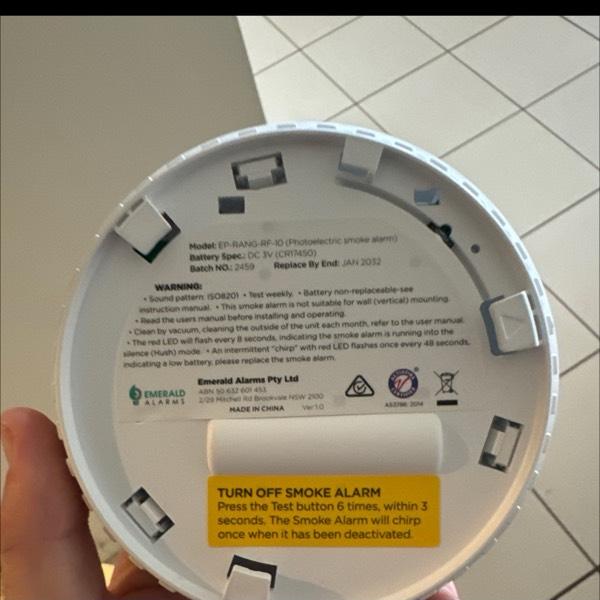 Model: EP-RANG-RF-10 (Photoelectric smoke alarm)
Battery Spec.: DC 3V (CR17450)
Batch NO.: 2459 Replace By End: JAN 2032
WARNING:
• Sound pattern: ISO8201 • Test weekly. • Battery non-replaceable-see
instruction manual. • This smoke alarm is not suitable for wall (vertical) mounting.
• Read the users manual before installing and operating.
• Clean by vacuum, cleaning the outside of the unit each month, refer to the user manual.
• The red LED will flash every 8 seconds, indicating the smoke alarm is running into the
silence (Hush) mode. • An intermittent "chirp" with red LED flashes once every 48 seconds,
indicating a low battery, please replace the smoke alarm.
EMERALD
ALARMS
Emerald Alarms Pty Ltd
ABN 50 632 601 453
2/29 Mitchell Rd Brookvale NSW 2100
MADE IN CHINA Ver1.0
AS3786: 2014
TURN OFF SMOKE ALARM
Press the Test button 6 times, within 3
seconds. The Smoke Alarm will chirp
once when it has been deactivated.